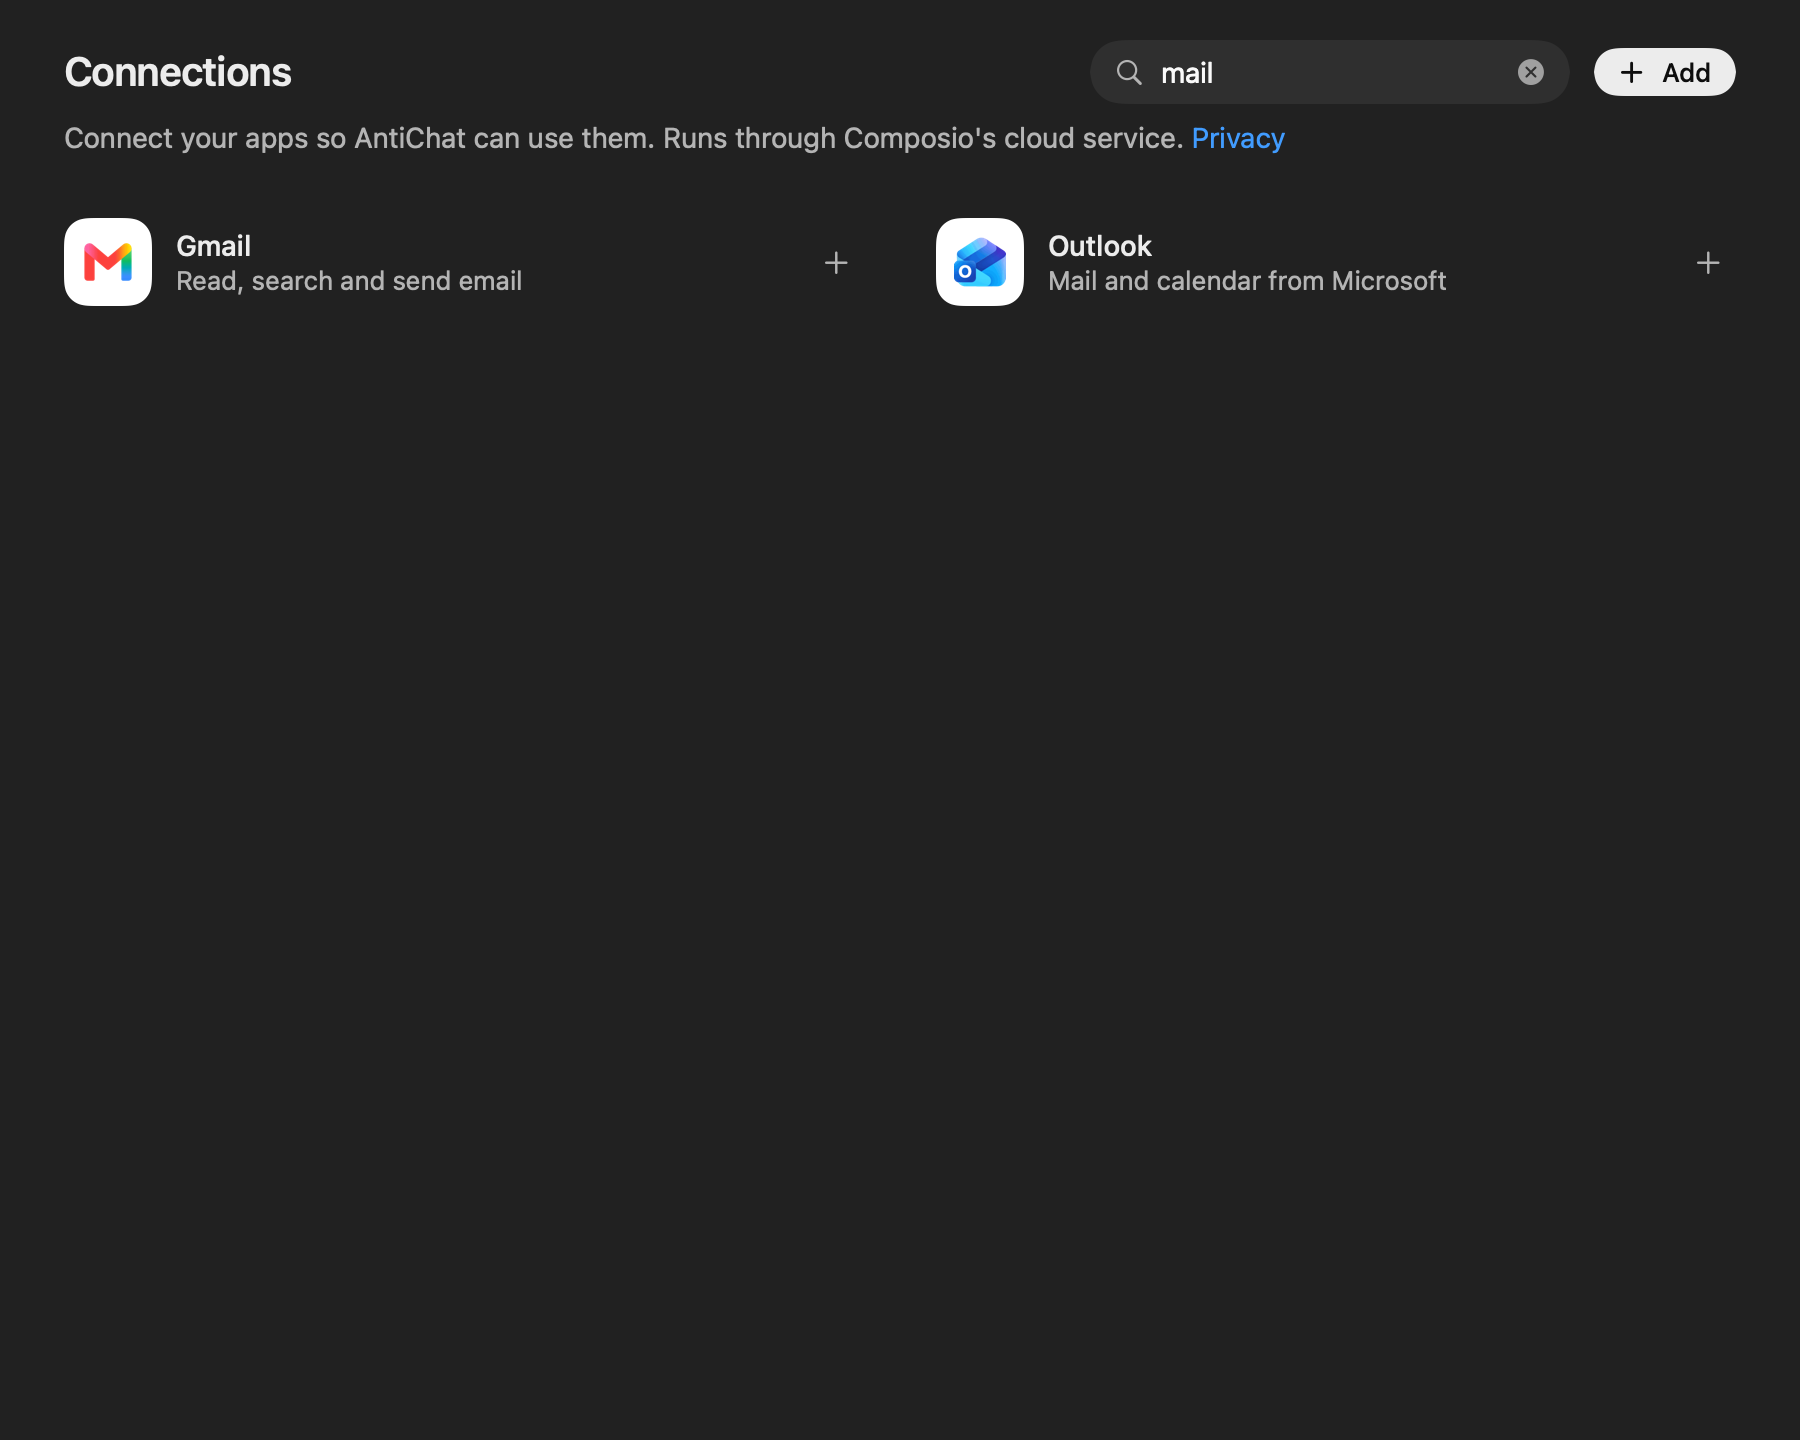 Connections
mail
Add
Connect your apps so AntiChat can use them. Runs through Composio's cloud service. Privacy
Gmail
Read, search and send email
Outlook
Mail and calendar from Microsoft